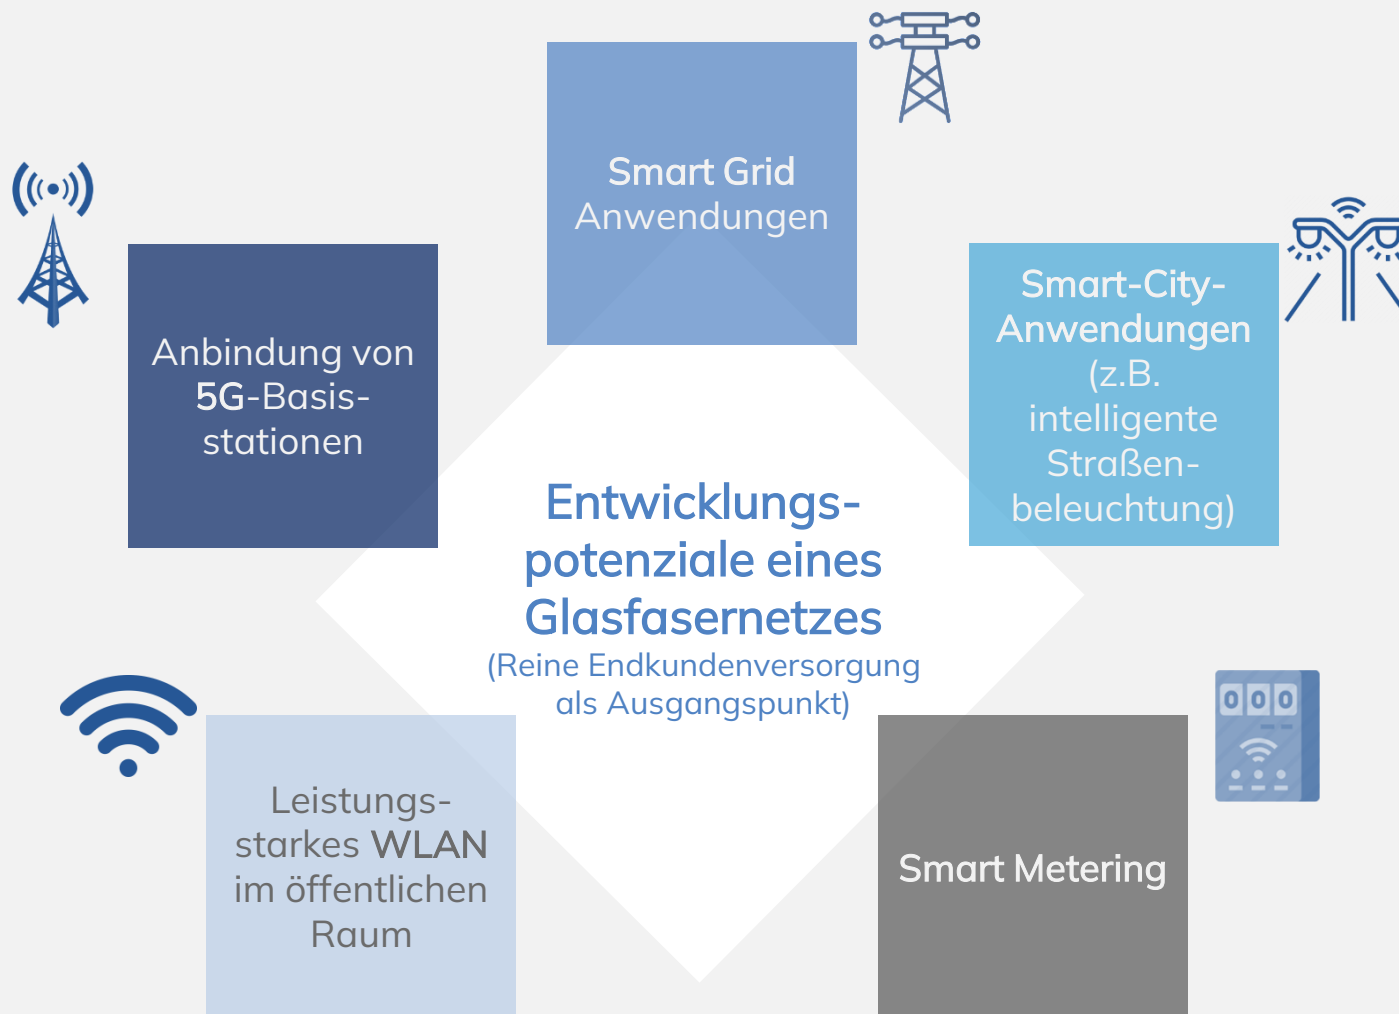 Smart Grid
Anwendungen
Anbindung von
5G-Basis-
stationen
Smart-City-
Anwendungen
(z.B.
intelligente
Straßen-
beleuchtung)
Entwicklungs-
potenziale eines
Glasfasernetzes
(Reine Endkundenversorgung
als Ausgangspunkt)
Leistungs-
starkes WLAN
im öffentlichen
Raum
000
Smart Metering